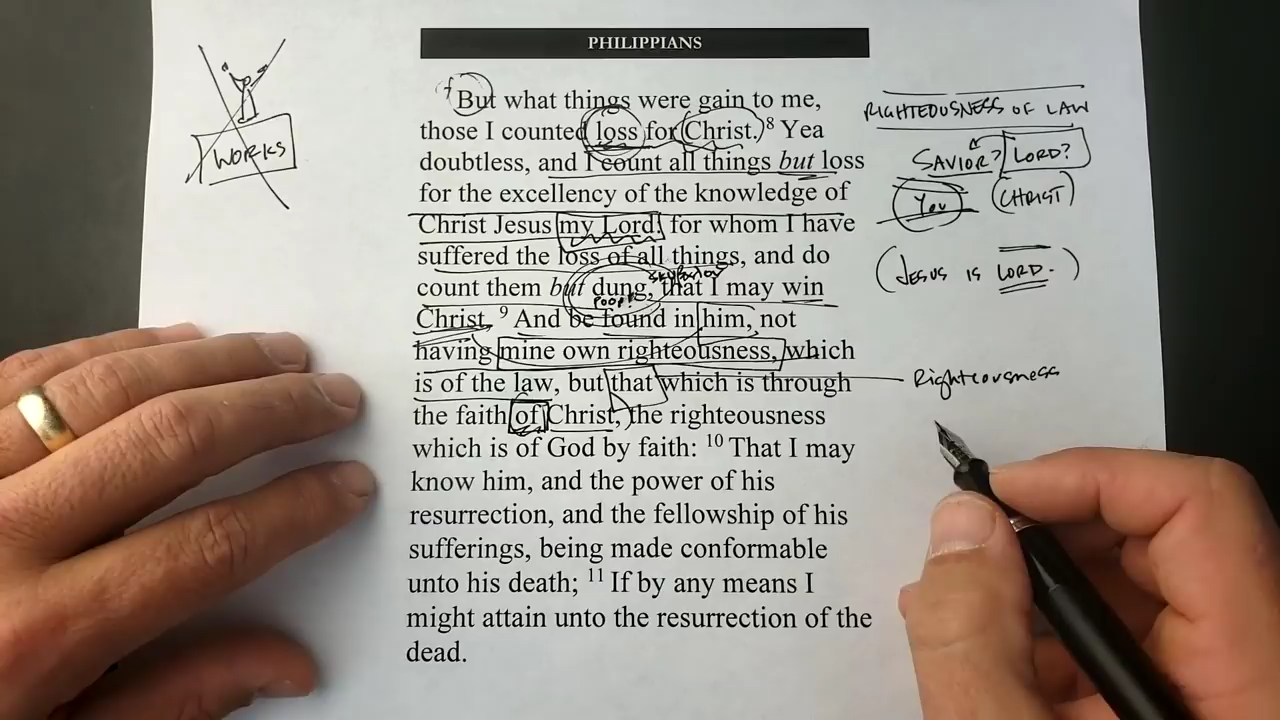 PHILIPPIANS
7 But what things were gain to me,
those I counted loss for Christ. 8 Yea
doubtless, and I count all things but loss
for the excellency of the knowledge of
Christ Jesus my Lord: for whom I have
suffered the loss of all things, and do
count them but dung, that I may win
poop!
Christ, 9 And be found in him, not
having mine own righteousness, which
is of the law, but that which is through
the faith of Christ, the righteousness
which is of God by faith: 10 That I may
know him, and the power of his
resurrection, and the fellowship of his
sufferings, being made conformable
unto his death; 11 If by any means I
might attain unto the resurrection of the
dead.
WORKS
RIGHTEOUSNESS OF LAW
SAVIOR? LORD?
You (CHRIST)
(JESUS IS LORD.)
Righteousness